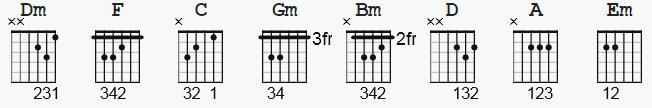 Dm F C Gm Bm D A Em
×× × 3fr × 2fr ×× ×
231 342 32 1 34 342 132 123 12